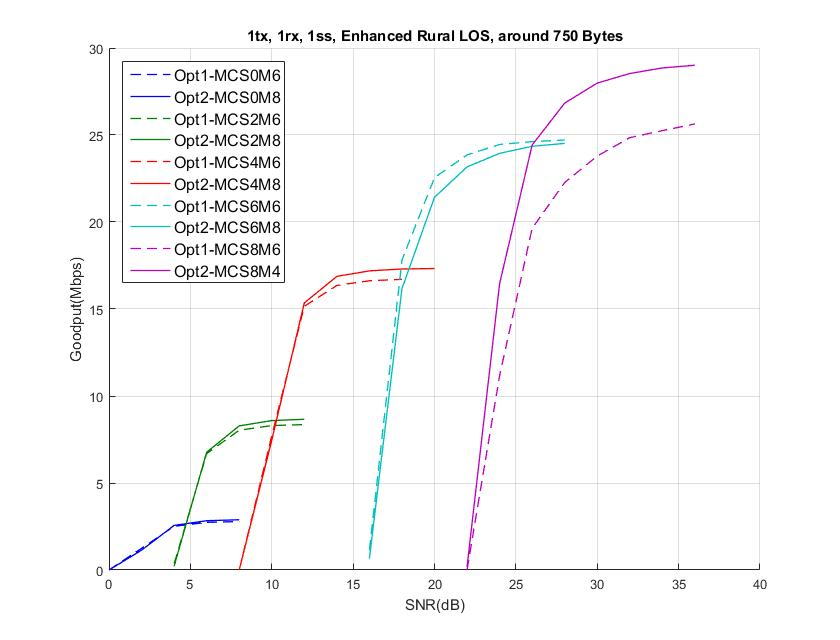 1tx, 1rx, 1ss, Enhanced Rural LOS, around 750 Bytes
30
25
20
15
10
5
0
Goodput(Mbps)
Opt1-MCS0M6
Opt2-MCS0M8
Opt1-MCS2M6
Opt2-MCS2M8
Opt1-MCS4M6
Opt2-MCS4M8
Opt1-MCS6M6
Opt2-MCS6M8
Opt1-MCS8M6
Opt2-MCS8M4
0 5 10 15 20 25 30 35 40
SNR(dB)